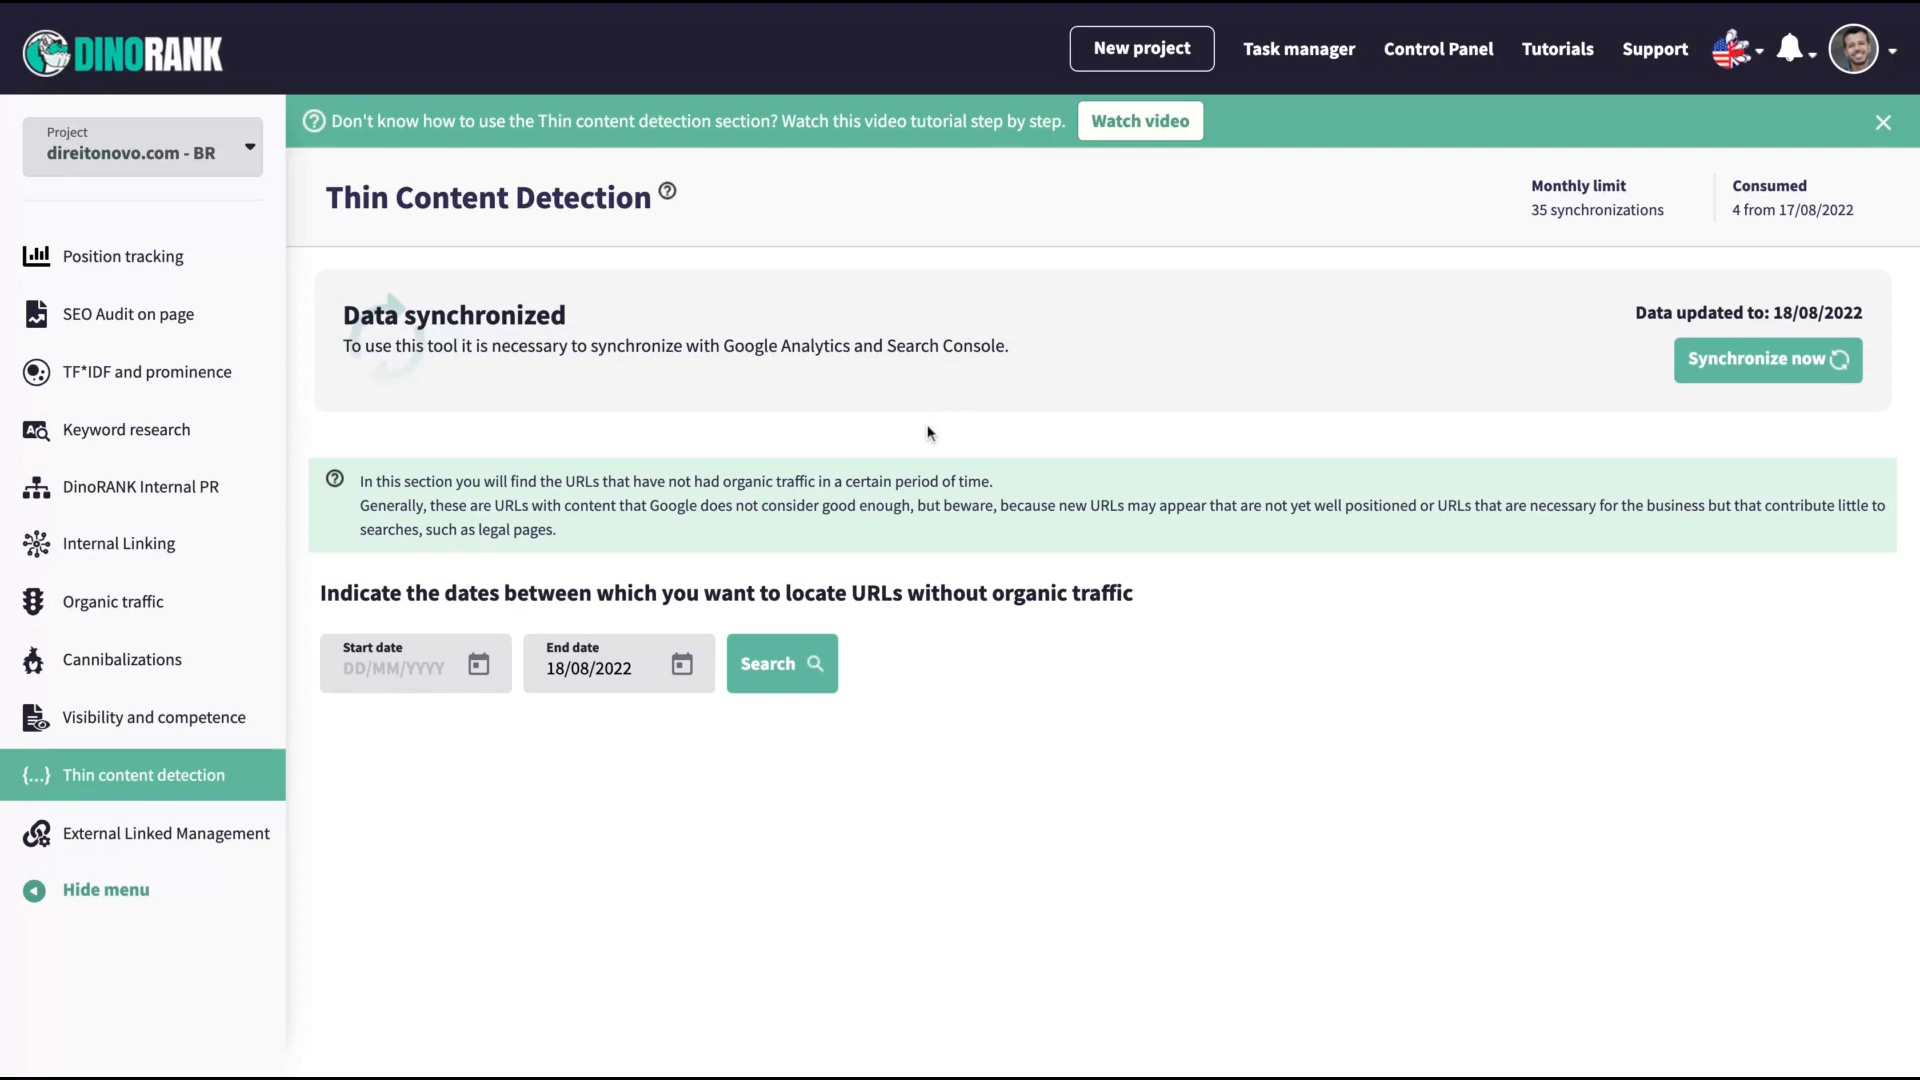 DINORANK
New project
Task manager
Control Panel
Tutorials
Support
Project
direitonovo.com - BR
Don't know how to use the Thin content detection section? Watch this video tutorial step by step.
Watch video
Thin Content Detection
Monthly limit
35 synchronizations
Consumed
4 from 17/08/2022
Position tracking
SEO Audit on page
TF*IDF and prominence
Keyword research
DinoRANK Internal PR
Internal Linking
Organic traffic
Cannibalizations
Visibility and competence
{...} Thin content detection
External Linked Management
Hide menu
Data synchronized
To use this tool it is necessary to synchronize with Google Analytics and Search Console.
Data updated to: 18/08/2022
Synchronize now
In this section you will find the URLs that have not had organic traffic in a certain period of time.
Generally, these are URLs with content that Google does not consider good enough, but beware, because new URLs may appear that are not yet well positioned or URLs that are necessary for the business but that contribute little to
searches, such as legal pages.
Indicate the dates between which you want to locate URLs without organic traffic
Start date
DD/MM/YYYY
End date
18/08/2022
Search